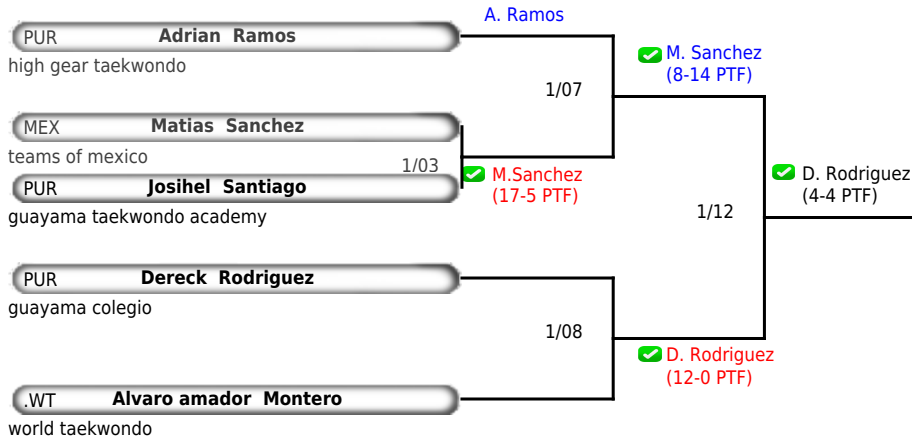 A. Ramos
PUR Adrian Ramos
high gear taekwondo
M. Sanchez
(8-14 PTF)
1/07
MEX Matias Sanchez
teams of mexico
1/03
M.Sanchez
(17-5 PTF)
PUR Josihel Santiago
guayama taekwondo academy
D. Rodriguez
(4-4 PTF)
1/12
PUR Dereck Rodriguez
guayama colegio
1/08
D. Rodriguez
(12-0 PTF)
.WT Alvaro amador Montero
world taekwondo